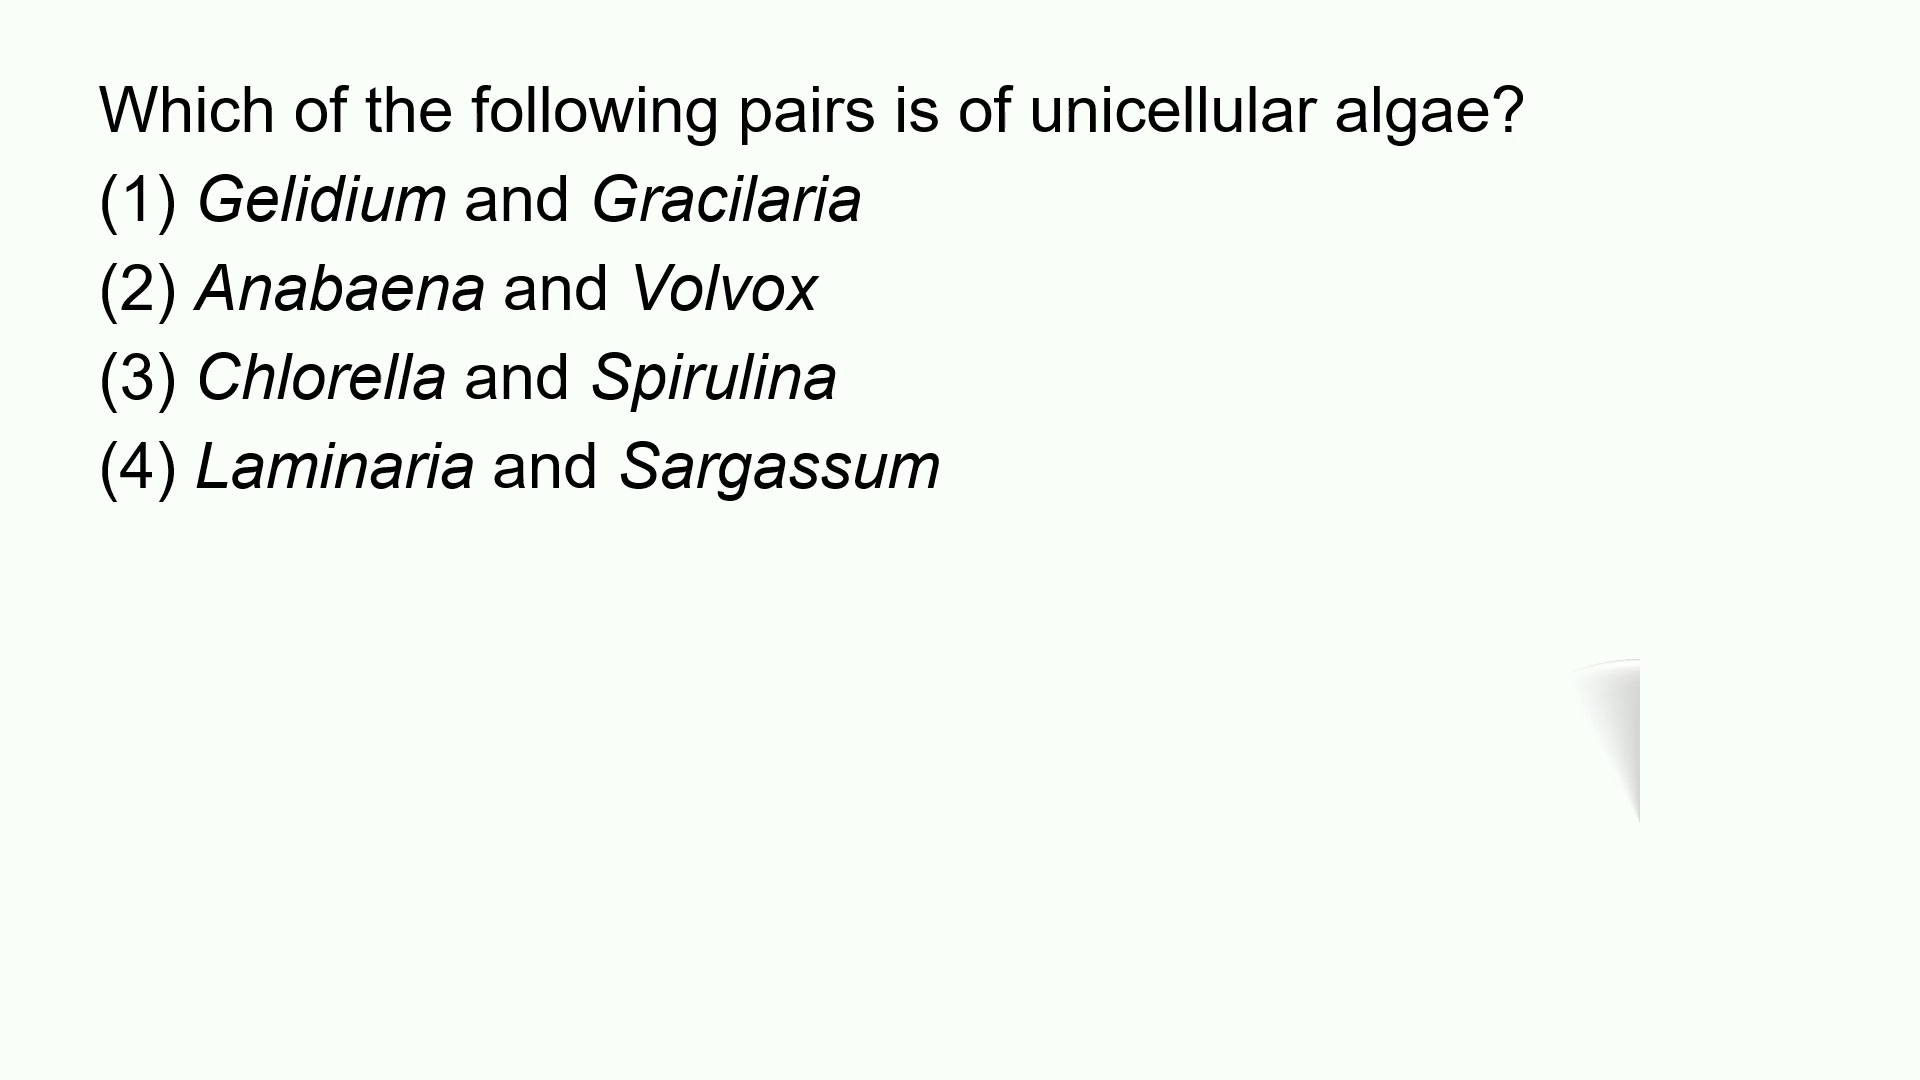 Which of the following pairs is of unicellular algae?
(1) Gelidium and Gracilaria
(2) Anabaena and Volvox
(3) Chlorella and Spirulina
(4) Laminaria and Sargassum